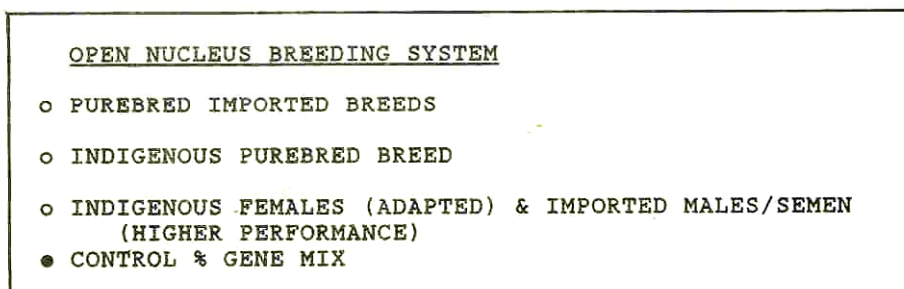 OPEN NUCLEUS BREEDING SYSTEM
o PUREBRED IMPORTED BREEDS
o INDIGENOUS PUREBRED BREED
o INDIGENOUS FEMALES (ADAPTED) & IMPORTED MALES/SEMEN
(HIGHER PERFORMANCE)
● CONTROL % GENE MIX